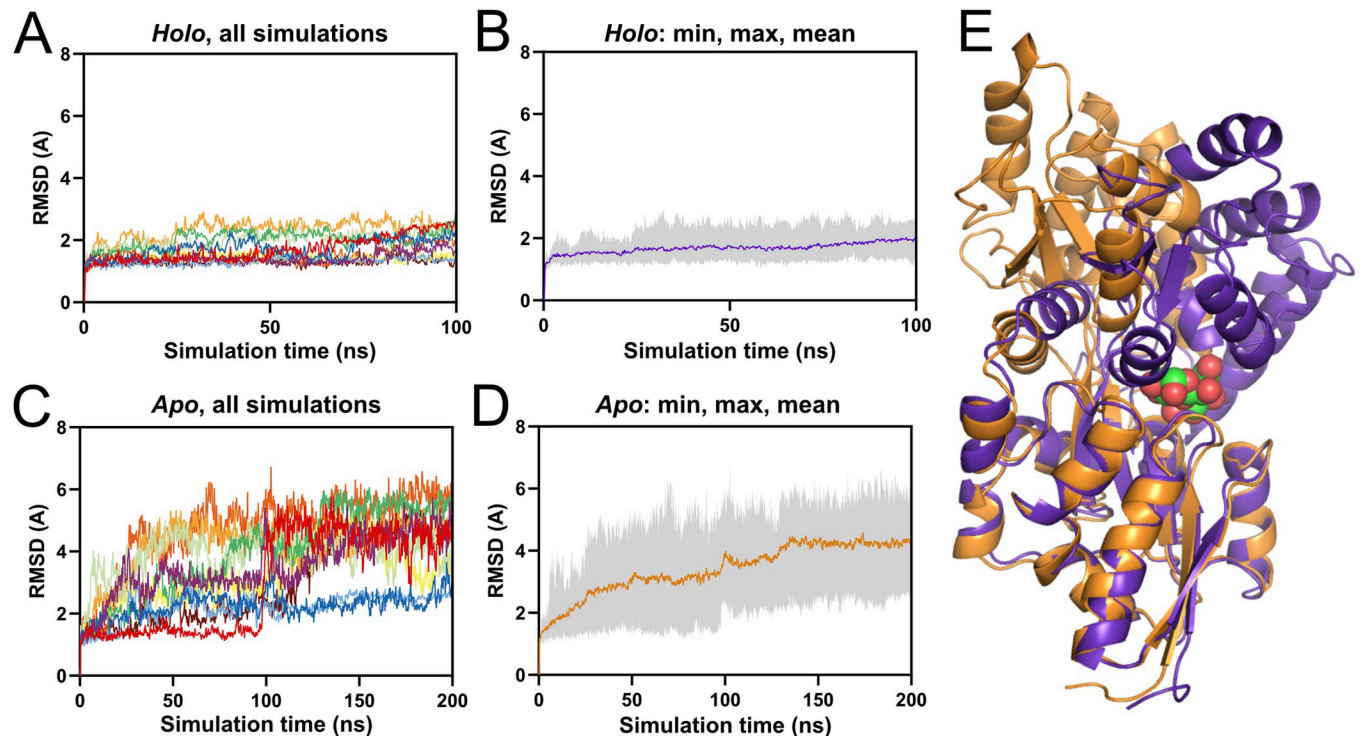 A
Holo, all simulations
8
6
4
2
0
RMSD (A)
0 50 100
Simulation time (ns)
B
Holo: min, max, mean
8
6
4
2
0
RMSD (A)
0 50 100
Simulation time (ns)
C
Apo, all simulations
8
6
4
2
0
RMSD (A)
0 50 100 150 200
Simulation time (ns)
D
Apo: min, max, mean
8
6
4
2
0
RMSD (A)
0 50 100 150 200
Simulation time (ns)
E